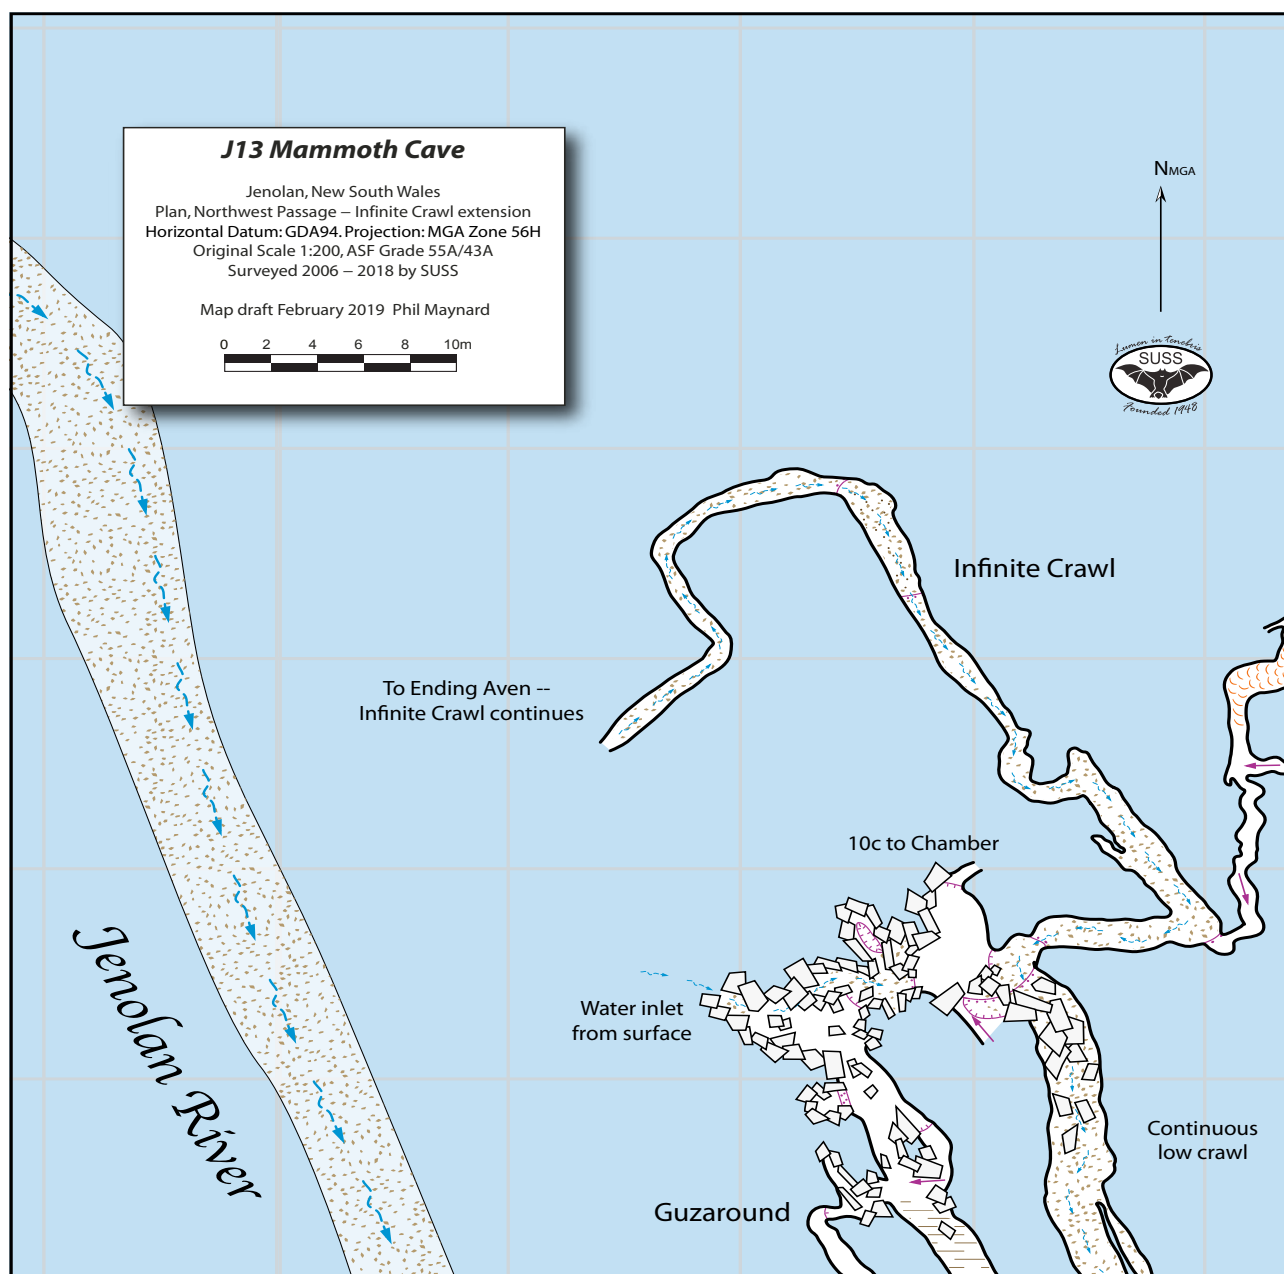 J13 Mammoth Cave
Jenolan, New South Wales
Plan, Northwest Passage – Infinite Crawl extension
Horizontal Datum: GDA94. Projection: MGA Zone 56H
Original Scale 1:200, ASF Grade 55A/43A
Surveyed 2006 – 2018 by SUSS
Map draft February 2019 Phil Maynard
0 2 4 6 8 10m
NMGA
Lumen in tenebris
SUSS
Founded 1948
Infinite Crawl
To Ending Aven --
Infinite Crawl continues
10c to Chamber
Water inlet
from surface
Jenolan River
Continuous
low crawl
Guzaround